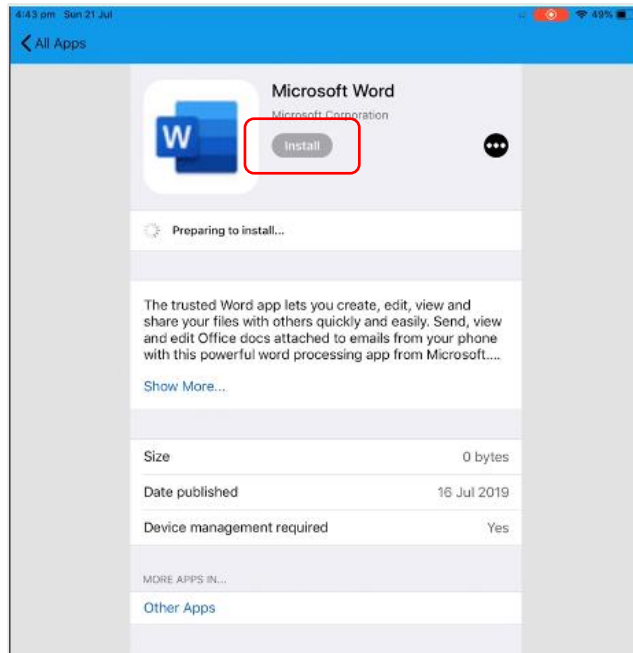 4:43 pm Sun 21 Jul
49%
All Apps
Microsoft Word
Microsoft Corporation
W
Install
Preparing to install...
The trusted Word app lets you create, edit, view and
share your files with others quickly and easily. Send, view
and edit Office docs attached to emails from your phone
with this powerful word processing app from Microsoft....
Show More...
Size 0 bytes
Date published 16 Jul 2019
Device management required Yes
MORE APPS IN...
Other Apps